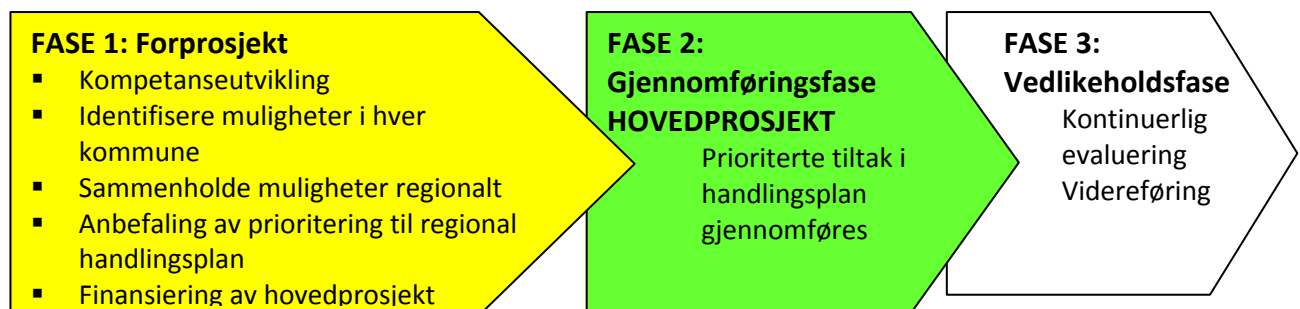 FASE 1: Forprosjekt
▪ Kompetanseutvikling
▪ Identifisere muligheter i hver
kommune
▪ Sammenholde muligheter regionalt
▪ Anbefaling av prioritering til regional
handlingsplan
▪ Finansiering av hovedprosjekt
FASE 2:
Gjennomføringsfase
HOVEDPROSJEKT
Prioriterte tiltak i
handlingsplan
gjennomføres
FASE 3:
Vedlikeholdsfase
Kontinuerlig
evaluering
Videreføring